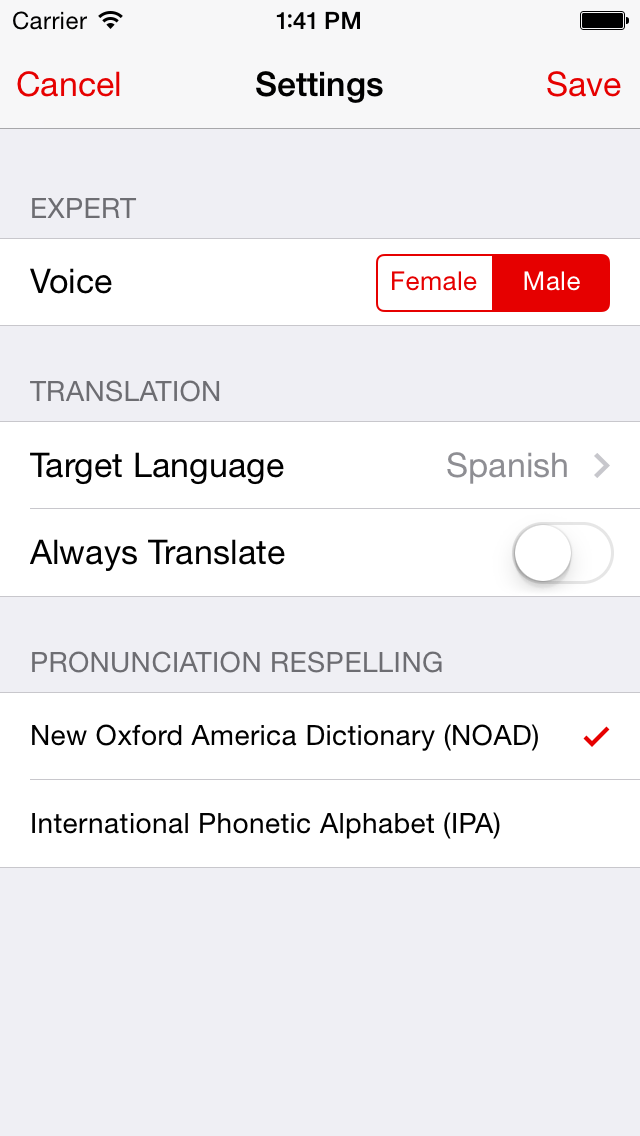 Carrier 1:41 PM
Cancel Settings Save
EXPERT
Voice Female Male
TRANSLATION
Target Language Spanish
Always Translate
PRONUNCIATION RESPELLING
New Oxford America Dictionary (NOAD)
International Phonetic Alphabet (IPA)